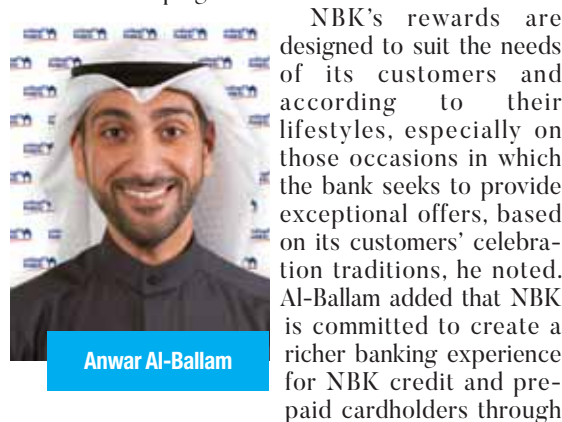 NBK's rewards are
designed to suit the needs
of its customers and
according to their
lifestyles, especially on
those occasions in which
the bank seeks to provide
exceptional offers, based
on its customers' celebra-
tion traditions, he noted.
Al-Ballam added that NBK
is committed to create a
richer banking experience
for NBK credit and pre-
paid cardholders through
Anwar Al-Ballam